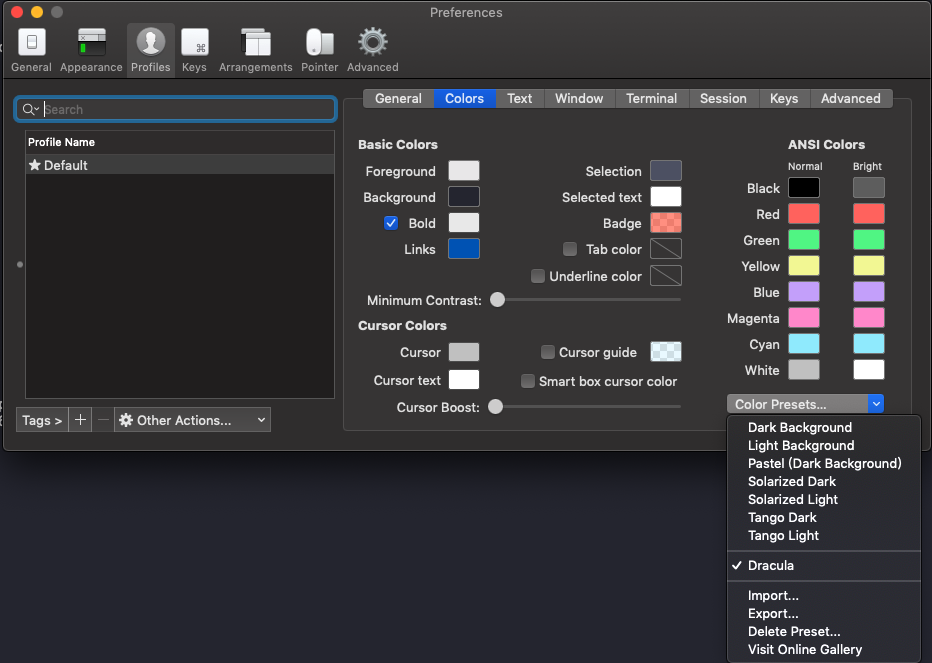 Preferences
General
Appearance
Profiles
Keys
Arrangements
Pointer
Advanced
Search
Profile Name
Default
Tags >
Other Actions...
General
Colors
Text
Window
Terminal
Session
Keys
Advanced
Basic Colors
Foreground
Background
Bold
Links
Selection
Selected text
Badge
Tab color
Underline color
Minimum Contrast:
Cursor Colors
Cursor
Cursor text
Cursor guide
Smart box cursor color
Cursor Boost:
ANSI Colors
Normal
Bright
Black
Red
Green
Yellow
Blue
Magenta
Cyan
White
Color Presets...
Dark Background
Light Background
Pastel (Dark Background)
Solarized Dark
Solarized Light
Tango Dark
Tango Light
Dracula
Import...
Export...
Delete Preset...
Visit Online Gallery